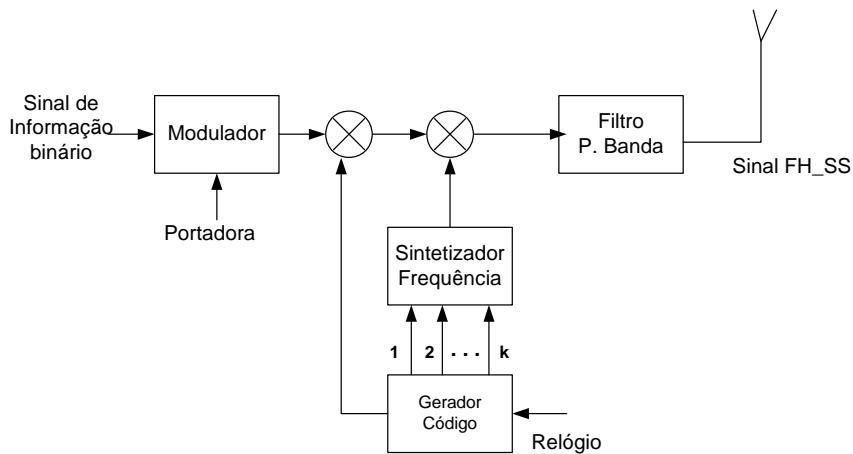 Sinal de
Informação
binário
Modulador
Portadora
Filtro
P. Banda
Sinal FH_SS
Sintetizador
Frequência
1 2 ... k
Gerador
Código
Relógio